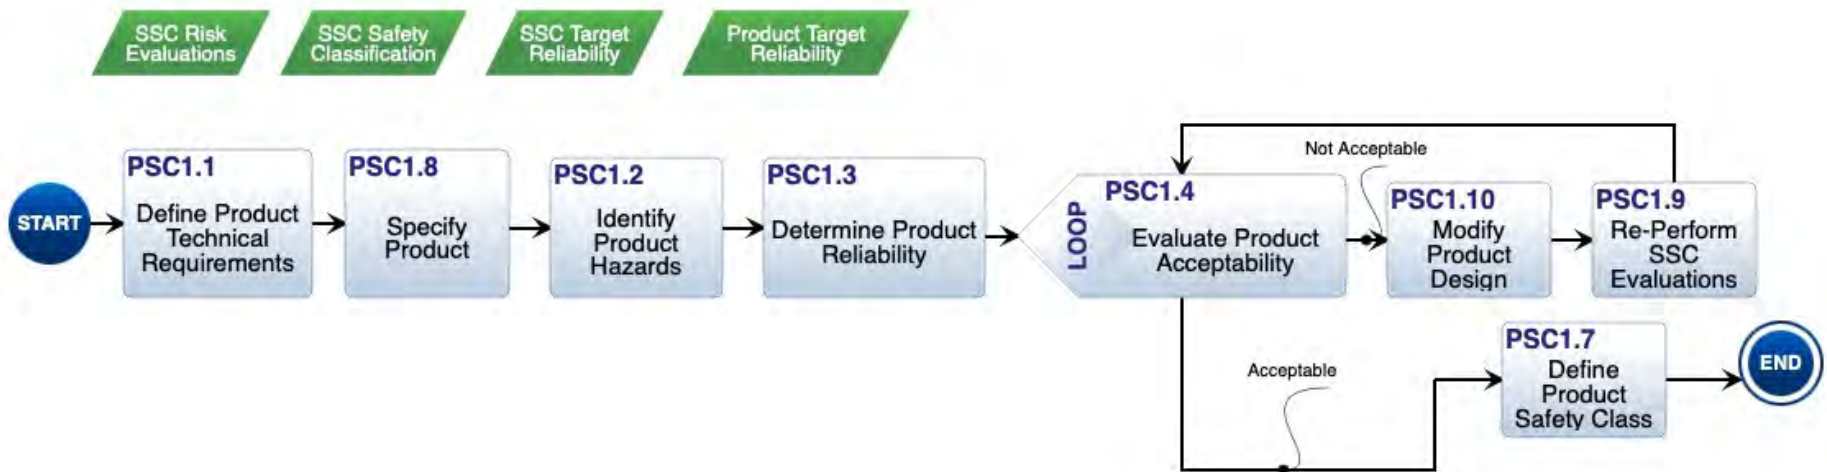 SSC Risk
Evaluations
SSC Safety
Classification
SSC Target
Reliability
Product Target
Reliability
START
PSC1.1
Define Product
Technical
Requirements
PSC1.8
Specify
Product
PSC1.2
Identify
Product
Hazards
PSC1.3
Determine Product
Reliability
LOOP
PSC1.4
Evaluate Product
Acceptability
Not Acceptable
PSC1.10
Modify
Product
Design
PSC1.9
Re-Perform
SSC
Evaluations
Acceptable
PSC1.7
Define
Product
Safety Class
END